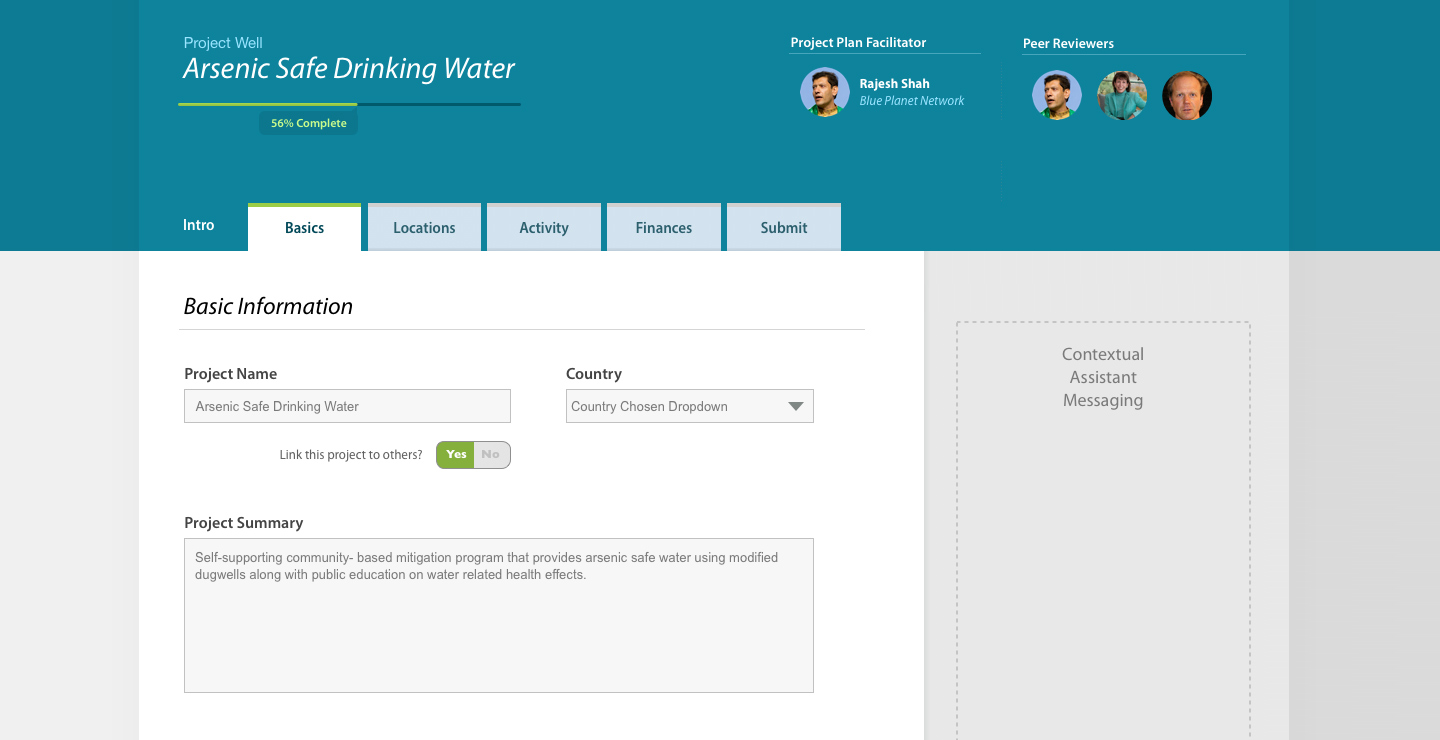 Project Well
Arsenic Safe Drinking Water
56% Complete
Project Plan Facilitator
Rajesh Shah
Blue Planet Network
Peer Reviewers
Intro
Basics
Locations
Activity
Finances
Submit
Basic Information
Project Name
Arsenic Safe Drinking Water
Country
Country Chosen Dropdown
Link this project to others?
Yes
No
Project Summary
Self-supporting community- based mitigation program that provides arsenic safe water using modified
dugwells along with public education on water related health effects.
Contextual
Assistant
Messaging